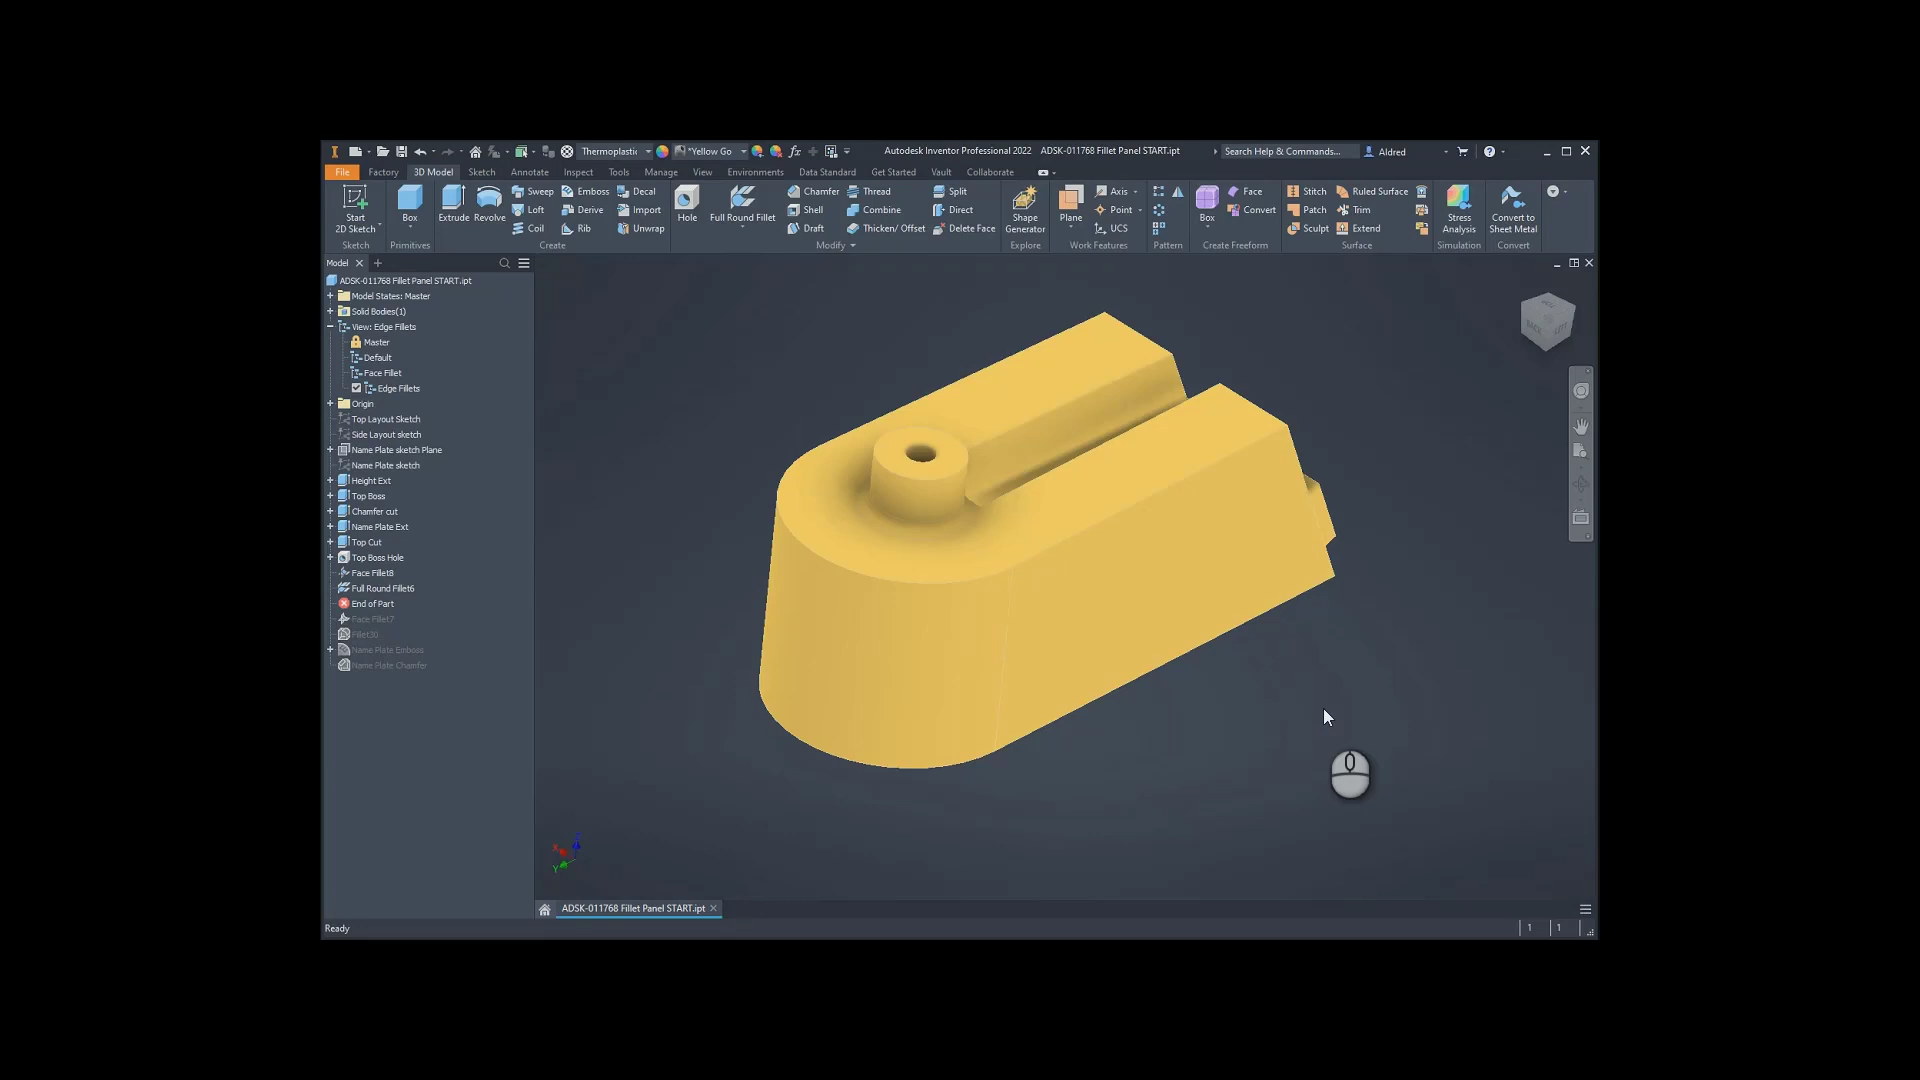 Thermoplastic
*Yellow Go
fx
Autodesk Inventor Professional 2022 ADSK-011768 Fillet Panel START.ipt
Search Help & Commands...
Aldred
File Factory 3D Model Sketch Annotate Inspect Tools Manage View Environments Data Standard Get Started Vault Collaborate
Start
2D Sketch
Sketch
Box
Primitives
Extrude
Revolve
Sweep
Loft
Coil
Emboss
Derive
Rib
Decal
Import
Unwrap
Create
Hole
Full Round Fillet
Chamfer
Shell
Draft
Thread
Combine
Thicken/ Offset
Split
Direct
Delete Face
Modify
Shape
Generator
Explore
Plane
Axis
Point
UCS
Work Features
Pattern
Box
Face
Convert
Create Freeform
Stitch
Patch
Sculpt
Ruled Surface
Trim
Extend
Surface
Stress
Analysis
Simulation
Convert to
Sheet Metal
Convert
Model
ADSK-011768 Fillet Panel START.ipt
Model States: Master
Solid Bodies(1)
View: Edge Fillets
Master
Default
Face Fillet
Edge Fillets
Origin
Top Layout Sketch
Side Layout sketch
Name Plate sketch Plane
Name Plate sketch
Height Ext
Top Boss
Chamfer cut
Name Plate Ext
Top Cut
Top Boss Hole
Face Fillet8
Full Round Fillet6
End of Part
Face Fillet7
Fillet30
Name Plate Emboss
Name Plate Chamfer
BACK
LEFT
X
Z
Y
ADSK-011768 Fillet Panel START.ipt
Ready
1 1